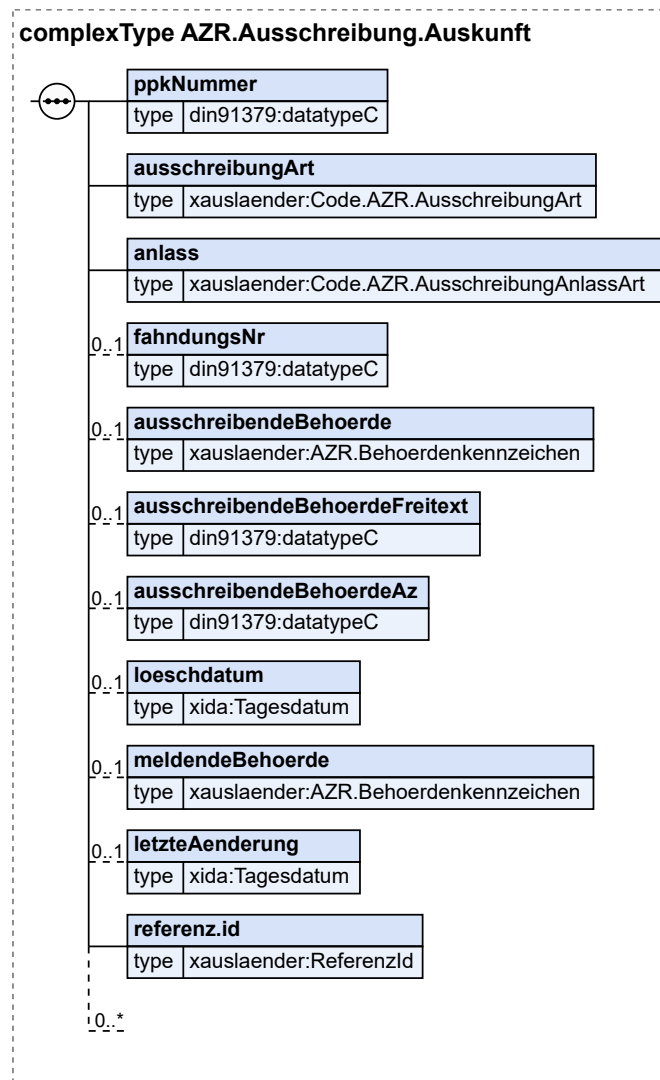 complexType AZR.Ausschreibung.Auskunft
ppkNummer
type din91379:datatypeC
ausschreibungArt
type xauslaender:Code.AZR.AusschreibungArt
anlass
type xauslaender:Code.AZR.AusschreibungAnlassArt
0..1 fahndungsNr
type din91379:datatypeC
0..1 ausschreibendeBehoerde
type xauslaender:AZR.Behoerdenkennzeichen
0..1 ausschreibendeBehoerdeFreitext
type din91379:datatypeC
0..1 ausschreibendeBehoerdeAz
type din91379:datatypeC
0..1 loeschdatum
type xida:Tagesdatum
0..1 meldendeBehoerde
type xauslaender:AZR.Behoerdenkennzeichen
0..1 letzteAenderung
type xida:Tagesdatum
referenz.id
type xauslaender:ReferenzId
0..*